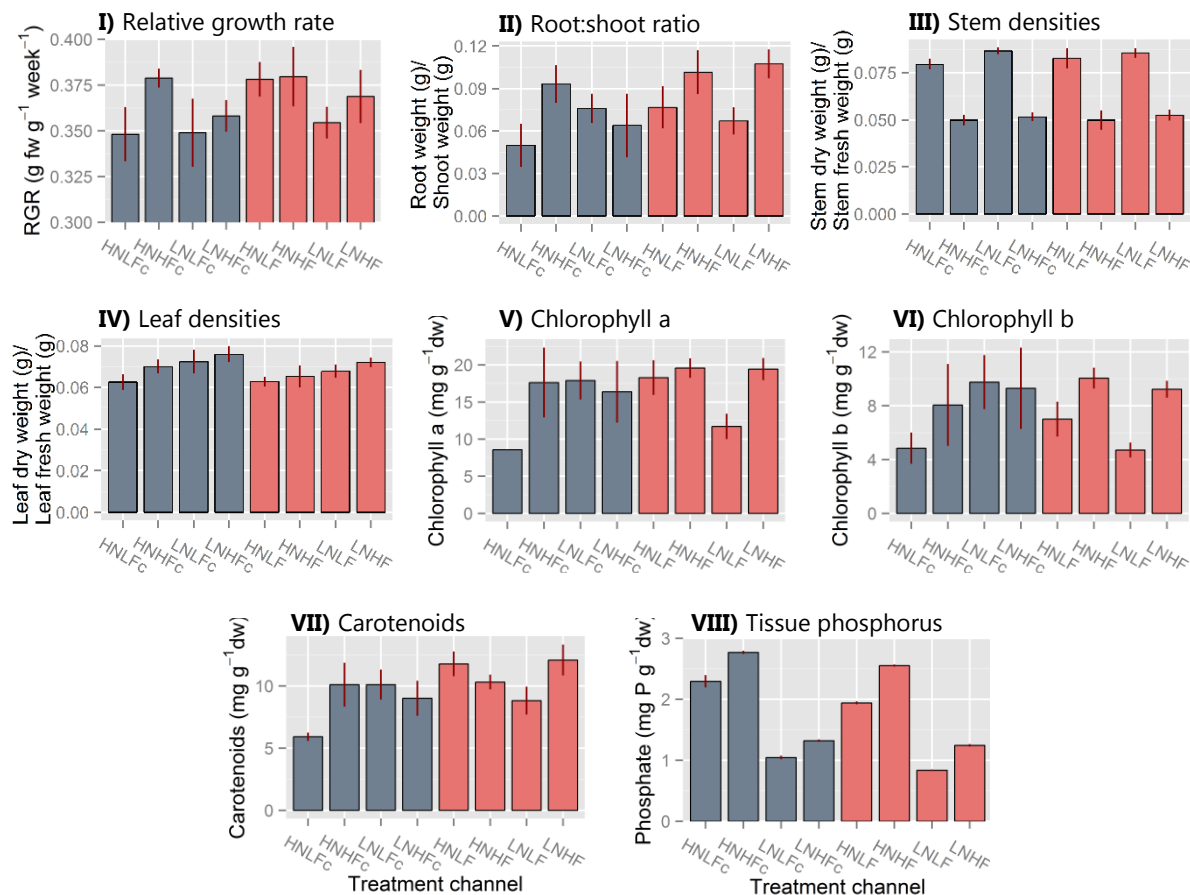 I) Relative growth rate
RGR (g fw g⁻¹ week⁻¹)
0.400
0.375
0.350
0.325
0.300
HNLFc
HNHFc
LNLFc
LNHFc
HNLF
HNHF
LNLF
LNHF
II) Root:shoot ratio
Root weight (g)/
Shoot weight (g)
0.12
0.09
0.06
0.03
0.00
HNLFc
HNHFc
LNLFc
LNHFc
HNLF
HNHF
LNLF
LNHF
III) Stem densities
Stem dry weight (g)/
Stem fresh weight (g)
0.075
0.050
0.025
0.000
HNLFc
HNHFc
LNLFc
LNHFc
HNLF
HNHF
LNLF
LNHF
IV) Leaf densities
Leaf dry weight (g)/
Leaf fresh weight (g)
0.08
0.06
0.04
0.02
0.00
HNLFc
HNHFc
LNLFc
LNHFc
HNLF
HNHF
LNLF
LNHF
V) Chlorophyll a
Chlorophyll a (mg g⁻¹dw)
20
15
10
5
0
HNLFc
HNHFc
LNLFc
LNHFc
HNLF
HNHF
LNLF
LNHF
VI) Chlorophyll b
Chlorophyll b (mg g⁻¹dw)
12
8
4
0
HNLFc
HNHFc
LNLFc
LNHFc
HNLF
HNHF
LNLF
LNHF
VII) Carotenoids
Carotenoids (mg g⁻¹dw)
10
5
0
HNLFc
HNHFc
LNLFc
LNHFc
HNLF
HNHF
LNLF
LNHF
Treatment channel
VIII) Tissue phosphorus
Phosphate (mg P g⁻¹dw)
3
2
1
0
HNLFc
HNHFc
LNLFc
LNHFc
HNLF
HNHF
LNLF
LNHF
Treatment channel